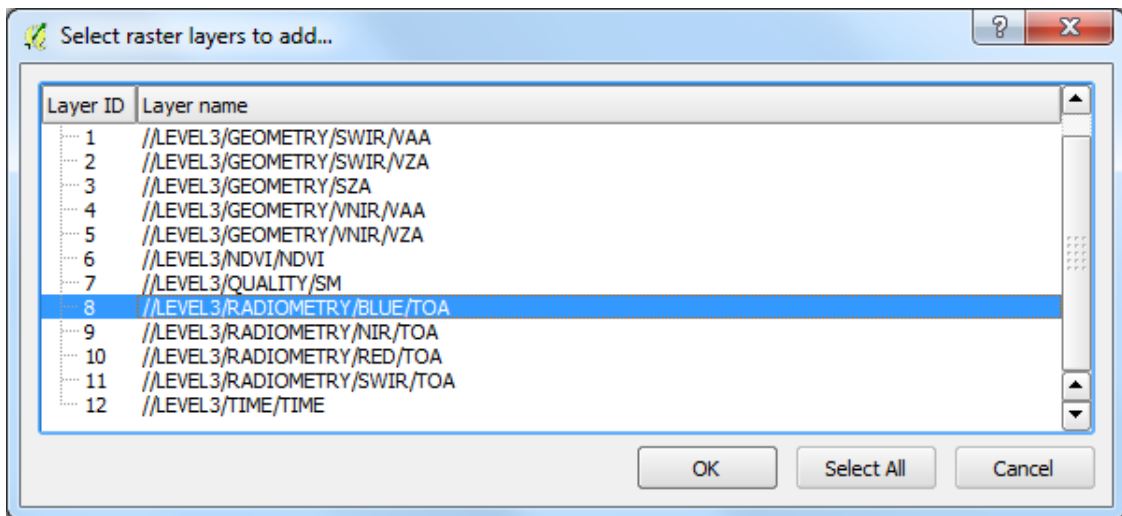 Select raster layers to add...
Layer ID Layer name
1 //LEVEL3/GEOMETRY/SWIR/VAA
2 //LEVEL3/GEOMETRY/SWIR/VZA
3 //LEVEL3/GEOMETRY/SZA
4 //LEVEL3/GEOMETRY/VNIR/VAA
5 //LEVEL3/GEOMETRY/VNIR/VZA
6 //LEVEL3/NDVI/NDVI
7 //LEVEL3/QUALITY/SM
8 //LEVEL3/RADIOMETRY/BLUE/TOA
9 //LEVEL3/RADIOMETRY/NIR/TOA
10 //LEVEL3/RADIOMETRY/RED/TOA
11 //LEVEL3/RADIOMETRY/SWIR/TOA
12 //LEVEL3/TIME/TIME
OK Select All Cancel